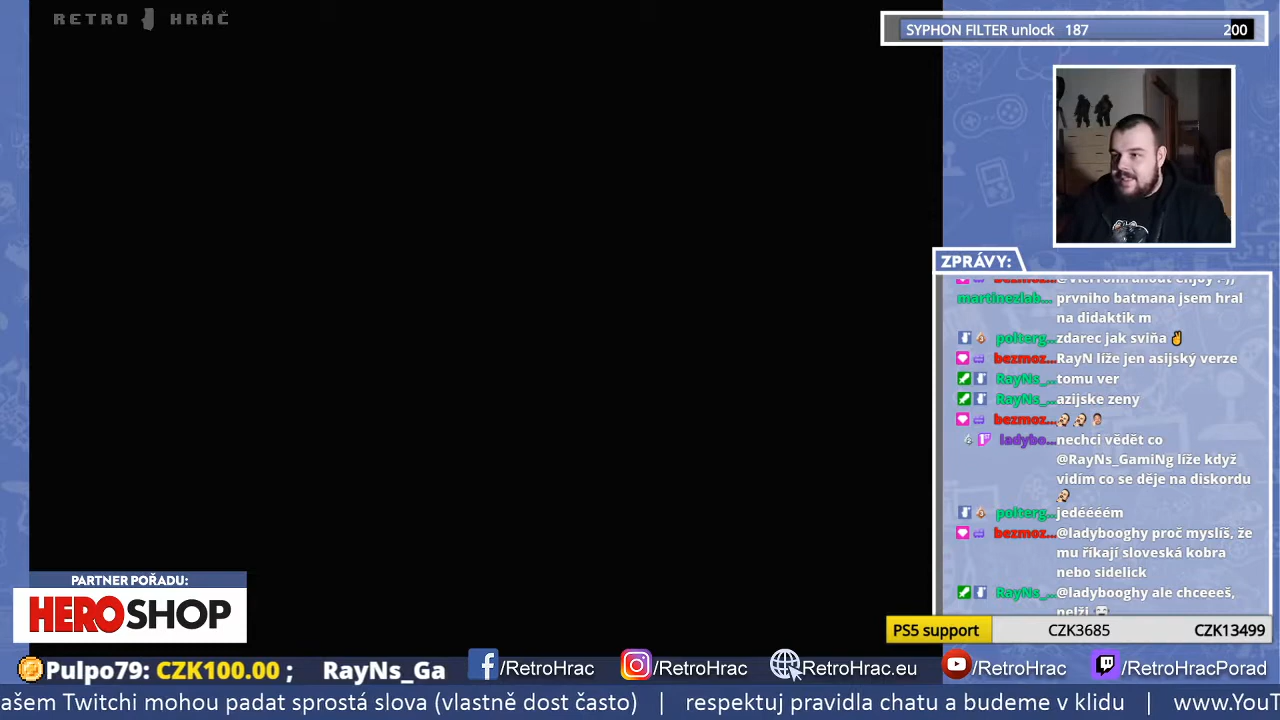 RETRO HRÁČ
SYPHON FILTER unlock 187 200
ZPRÁVY:
martinezlab... prvniho batmana jsem hral
na didaktik m
polterg... zdarec jak sviňa
bezmoz... RayN líže jen asijský verze
RayNs_... tomu ver
RayNs_... azijske zeny
bezmoz...
ladybo... nechci vědět co
@RayNs_GamiNg líže když
vidím co se děje na diskordu
polterg... jedéééém
bezmoz... @ladybooghy proč myslíš, že
mu říkají sloveská kobra
nebo sidelick
RayNs_... @ladybooghy ale chceeeš,
nelži
PARTNER POŘADU:
HEROSHOP
PS5 support CZK3685 CZK13499
Pulpo79: CZK100.00 ; RayNs_Ga
/RetroHrac /RetroHrac RetroHrac.eu /RetroHrac /RetroHracPorad
ašem Twitchi mohou padat sprostá slova (vlastně dost často) | respektuj pravidla chatu a budeme v klidu | www.YouT